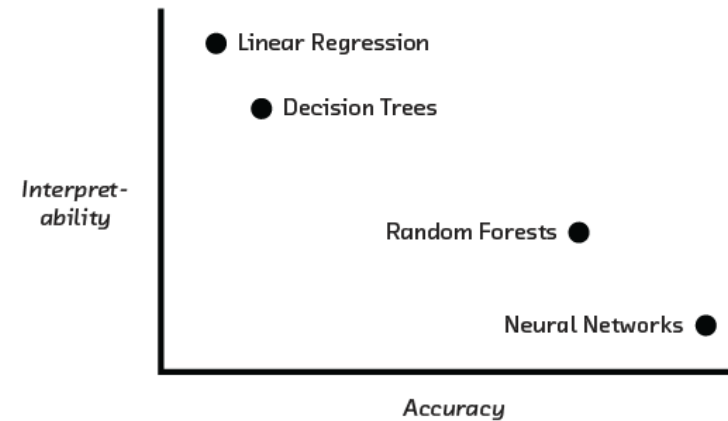 Linear Regression
Decision Trees
Interpret-
ability
Random Forests
Neural Networks
Accuracy